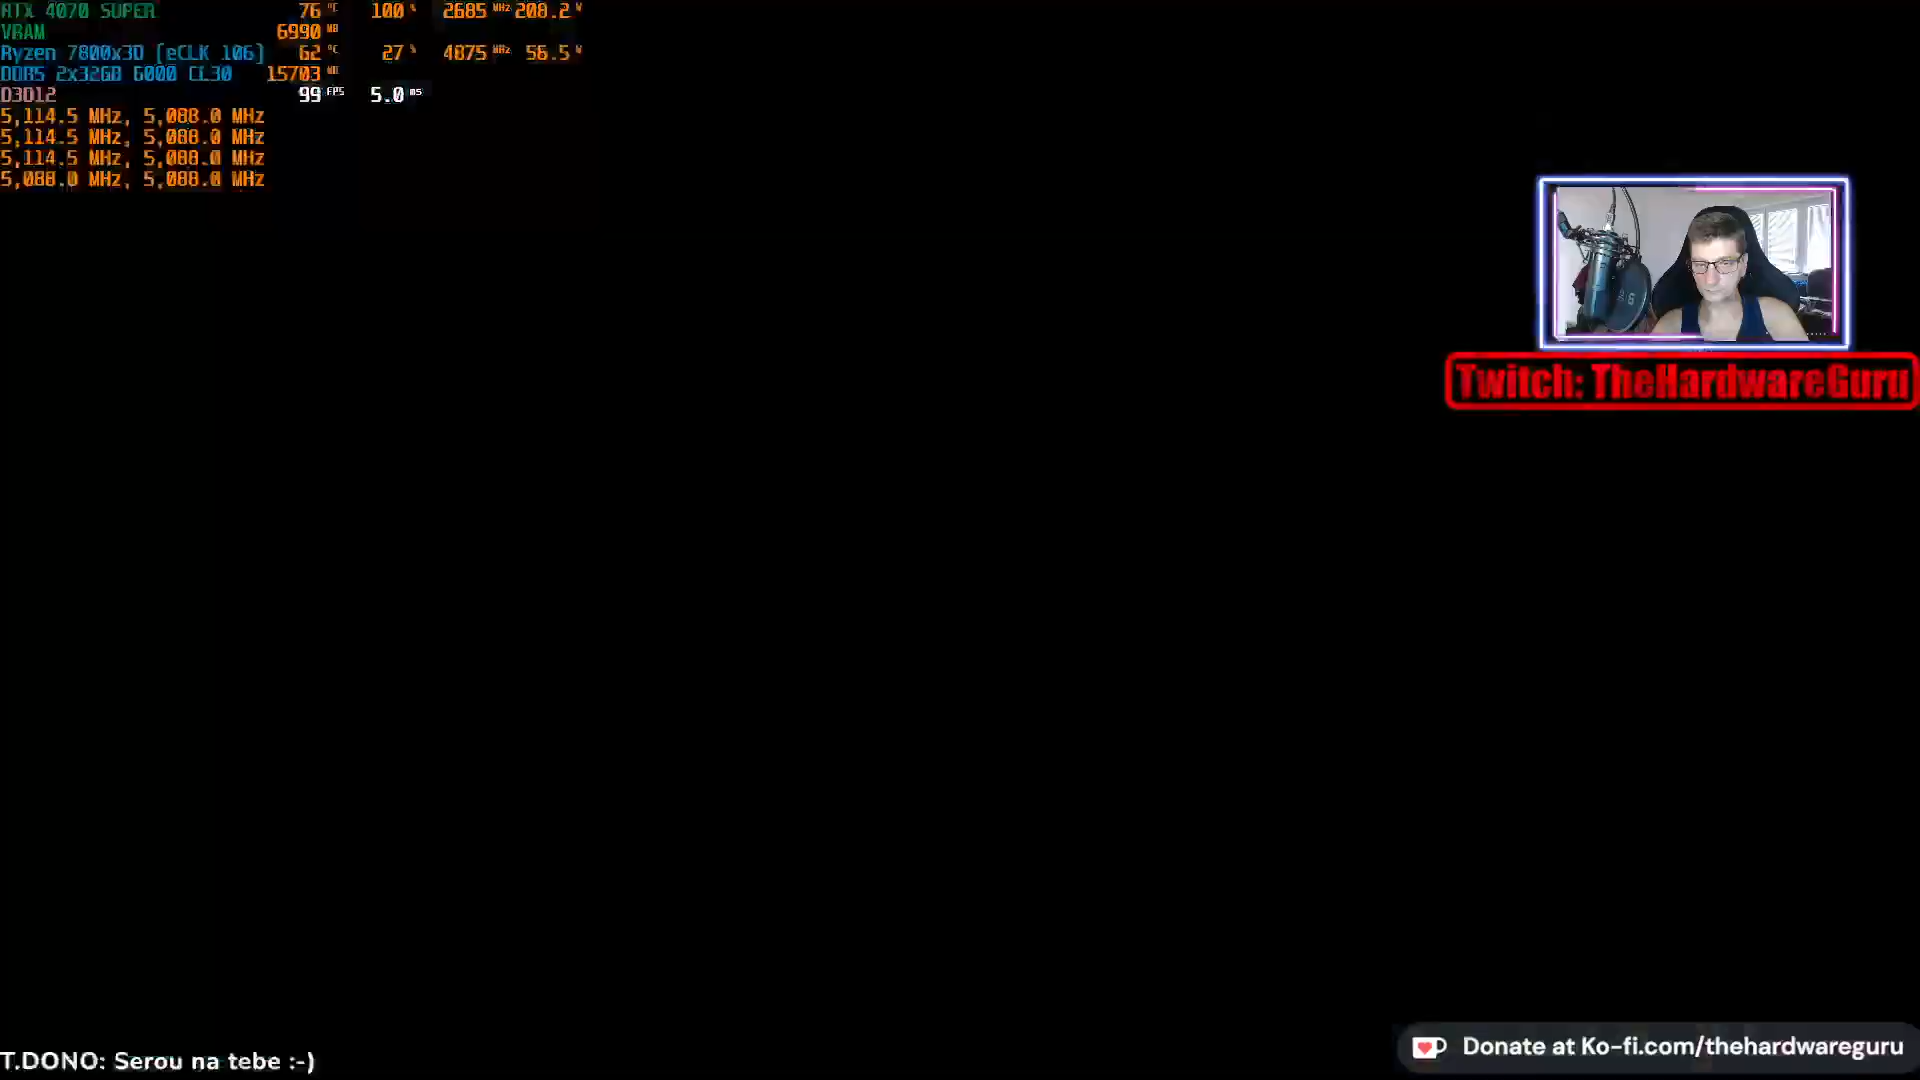 RTX 4070 SUPER 76 °C 100 % 2685 MHz 208.2 W
VRAM 6990 MB
Ryzen 7800x3D [eCLK 106] 62 °C 27 % 4875 MHz 56.5 W
DDR5 2x32GB 6000 CL30 15703 MB
D3D12 99 FPS 5.0 ms
5,114.5 MHz, 5,088.0 MHz
5,114.5 MHz, 5,088.0 MHz
5,114.5 MHz, 5,088.0 MHz
5,088.0 MHz, 5,088.0 MHz
Twitch: TheHardwareGuru
T.DONO: Serou na tebe :-)
Donate at Ko-fi.com/thehardwareguru